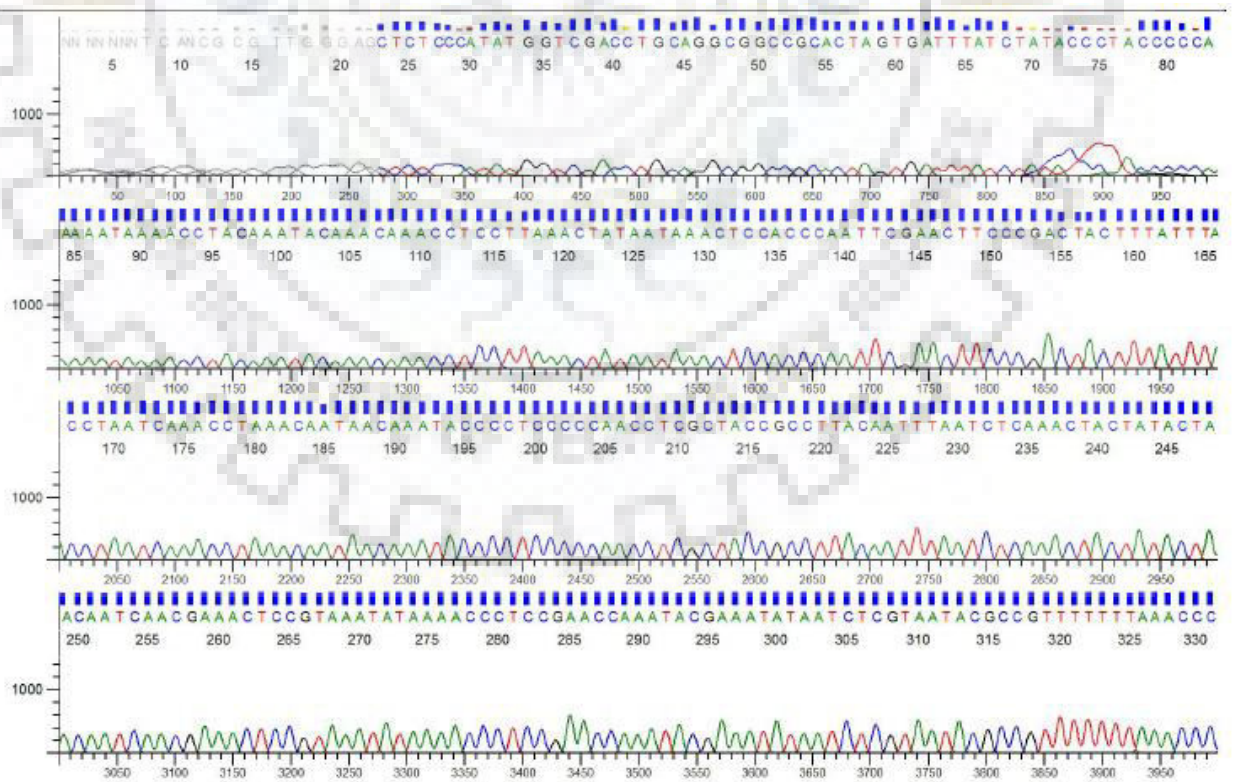 CTCTCCCATATGGTCGACCTGCAGGCGGCCGCACTAGTGATTTATCTATACCCTACCCCCA
5 10 15 20 25 30 35 40 45 50 55 60 65 70 75 80
1000
50 100 150 200 250 300 350 400 450 500 550 600 650 700 750 800 850 900 950
AAAATAAAACCTACAAATACAAACAAACCTCCTTAAACTATAATAAACTCCACCCAATTCGAACTTCCCGACTACTTTATTTA
85 90 95 100 105 110 115 120 125 130 135 140 145 150 155 160 165
1000
1050 1100 1150 1200 1250 1300 1350 1400 1450 1500 1550 1600 1650 1700 1750 1800 1850 1900 1950
CCTAATCAAACCTAAACAATAACAAATACCCCTCCCCCAACCTCGCTACCGCCTTACAATTTAATCTCAAACTACTATACTA
170 175 180 185 190 195 200 205 210 215 220 225 230 235 240 245
1000
2050 2100 2150 2200 2250 2300 2350 2400 2450 2500 2550 2600 2650 2700 2750 2800 2850 2900 2950
ACAATCAACGAAACTCCGTAAATATAAAACCCTCCGAACCAAATACGAAATATAATCTCGTAATACGCCGTTTTTTTAAACCC
250 255 260 265 270 275 280 285 290 295 300 305 310 315 320 325 330
1000
3050 3100 3150 3200 3250 3300 3350 3400 3450 3500 3550 3600 3650 3700 3750 3800 3850 3900 3950